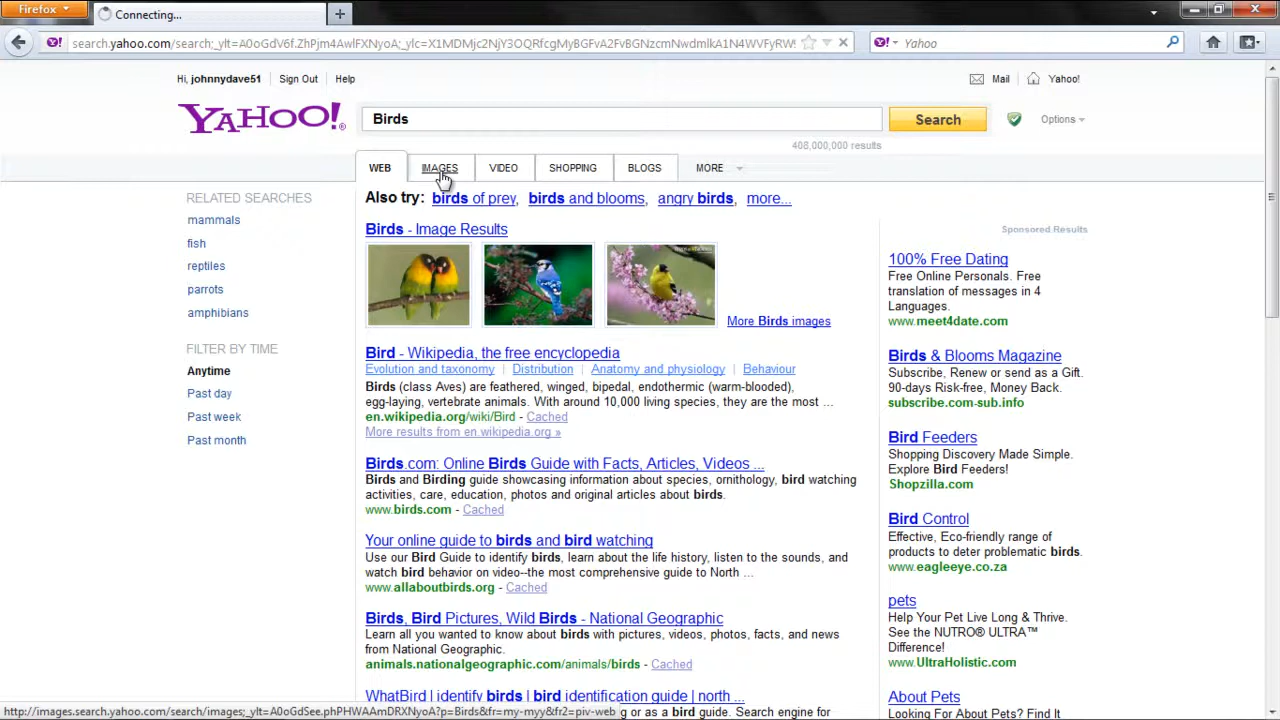 Firefox
Connecting...
search.yahoo.com/search;_ylt=A0oGdV6f.ZhPjm4AwlFXNyoA;_ylc=X1MDMjc2NjY3OQRfcgMyBGFvA2FvBGNzcmNwdmlkA1N4WVFyRW9
Yahoo
Hi, johnnydave51 Sign Out Help
Mail Yahoo!
YAHOO!
Birds
Search
Options
408,000,000 results
WEB IMAGES VIDEO SHOPPING BLOGS MORE
RELATED SEARCHES
mammals
fish
reptiles
parrots
amphibians
FILTER BY TIME
Anytime
Past day
Past week
Past month
Also try: birds of prey, birds and blooms, angry birds, more...
Birds - Image Results
More Birds images
Bird - Wikipedia, the free encyclopedia
Evolution and taxonomy | Distribution | Anatomy and physiology | Behaviour
Birds (class Aves) are feathered, winged, bipedal, endothermic (warm-blooded),
egg-laying, vertebrate animals. With around 10,000 living species, they are the most ...
en.wikipedia.org/wiki/Bird - Cached
More results from en.wikipedia.org »
Birds.com: Online Birds Guide with Facts, Articles, Videos ...
Birds and Birding guide showcasing information about species, ornithology, bird watching
activities, care, education, photos and original articles about birds.
www.birds.com - Cached
Your online guide to birds and bird watching
Use our Bird Guide to identify birds, learn about the life history, listen to the sounds, and
watch bird behavior on video--the most comprehensive guide to North ...
www.allaboutbirds.org - Cached
Birds, Bird Pictures, Wild Birds - National Geographic
Learn all you wanted to know about birds with pictures, videos, photos, facts, and news
from National Geographic.
animals.nationalgeographic.com/animals/birds - Cached
WhatBird | identify birds | bird identification guide | north ...
g or as a bird guide. Search engine for
Sponsored Results
100% Free Dating
Free Online Personals. Free
translation of messages in 4
Languages.
www.meet4date.com
Birds & Blooms Magazine
Subscribe, Renew or send as a Gift.
90-days Risk-free, Money Back.
subscribe.com-sub.info
Bird Feeders
Shopping Discovery Made Simple.
Explore Bird Feeders!
Shopzilla.com
Bird Control
Effective, Eco-friendly range of
products to deter problematic birds.
www.eagleeye.co.za
pets
Help Your Pet Live Long & Thrive.
See the NUTRO® ULTRA™
Difference!
www.UltraHolistic.com
About Pets
Looking For About Pets? Find It
http://images.search.yahoo.com/search/images;_ylt=A0oGdSee.phPHWAAmDRXNyoA?p=Birds&fr=my-myy&fr2=piv-web